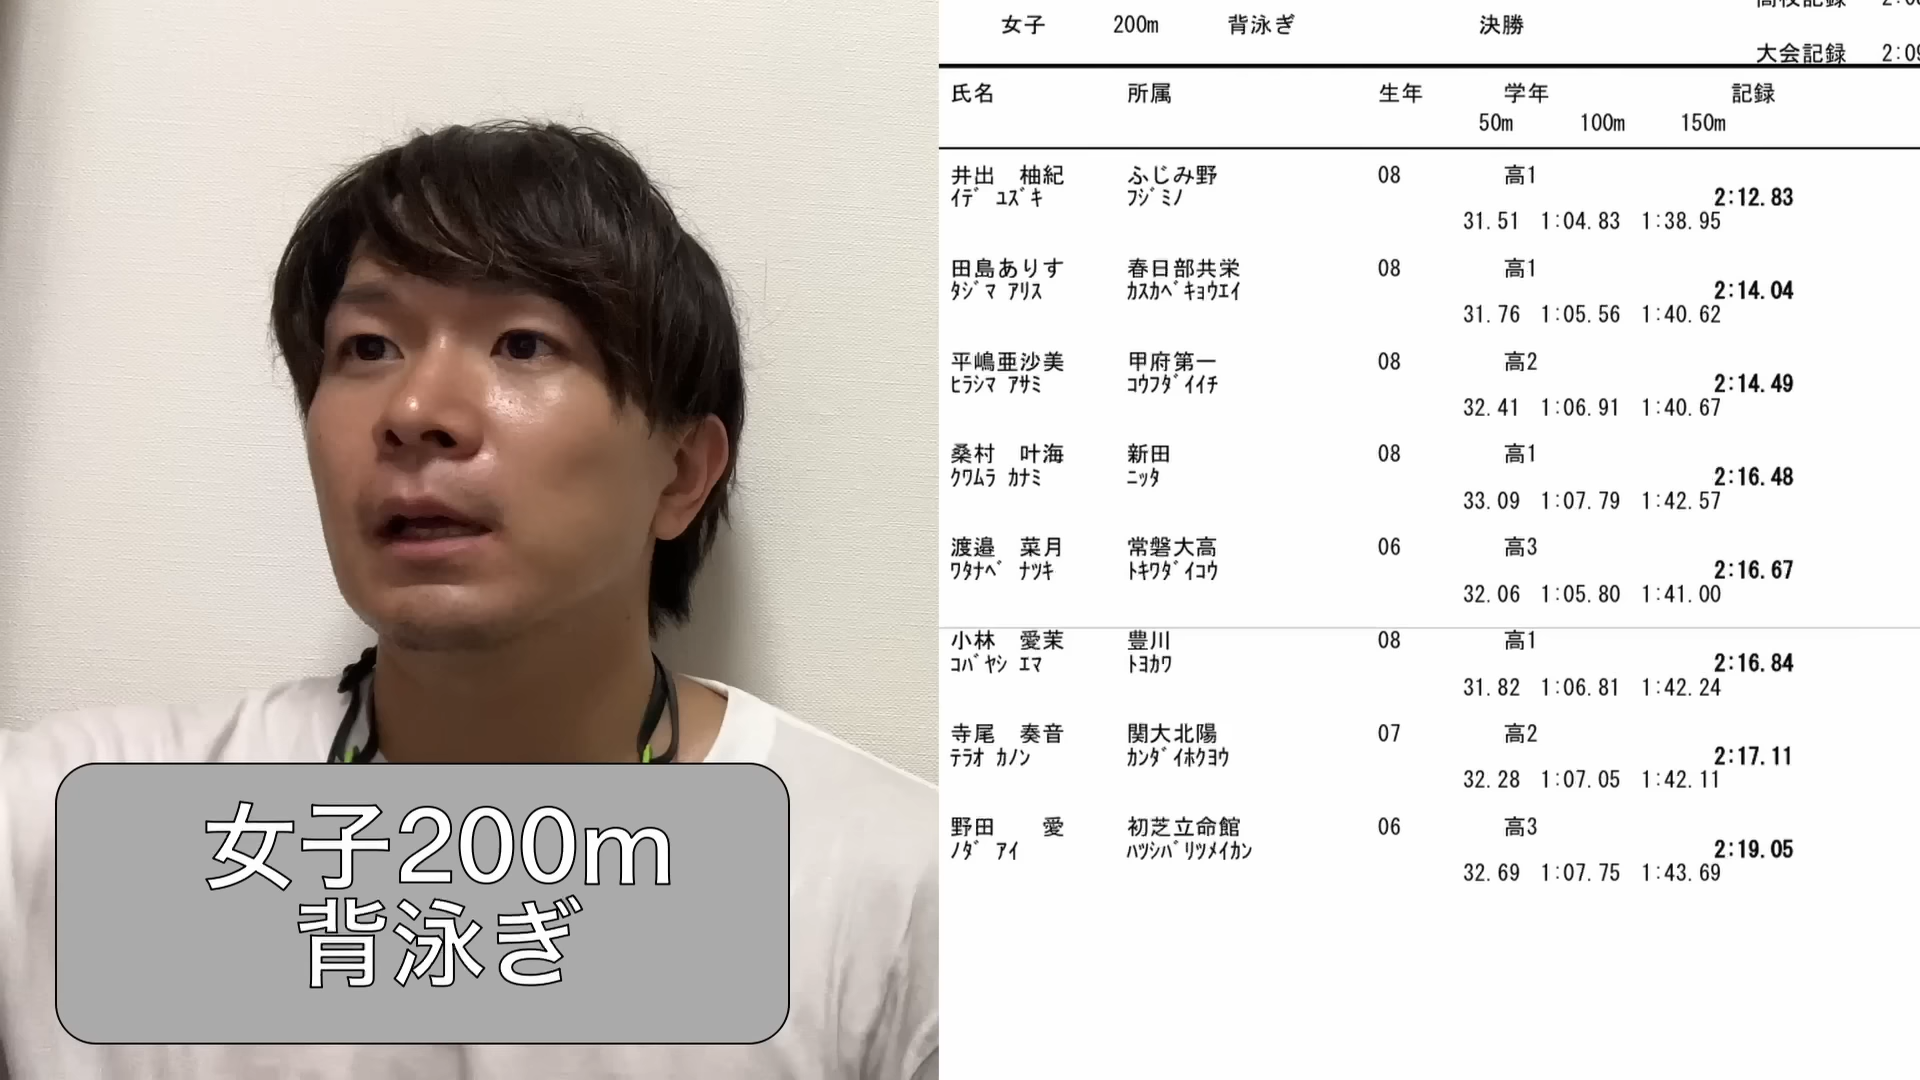 女子200m
背泳ぎ
女子 200m 背泳ぎ 決勝
大会記録 2:09
氏名 所属 生年 学年 記録
50m 100m 150m
井出 柚紀 ふじみ野 08 高1
ｲﾃﾞ ﾕｽﾞｷ ﾌｼﾞﾐﾉ 2:12.83
31.51 1:04.83 1:38.95
田島ありす 春日部共栄 08 高1
ﾀｼﾞﾏ ｱﾘｽ ｶｽｶﾍﾞｷｮｳｴｲ 2:14.04
31.76 1:05.56 1:40.62
平嶋亜沙美 甲府第一 08 高2
ﾋﾗｼﾏ ｱｻﾐ ｺｳﾌﾀﾞｲｲﾁ 2:14.49
32.41 1:06.91 1:40.67
桑村 叶海 新田 08 高1
ｸﾜﾑﾗ ｶﾅﾐ ﾆｯﾀ 2:16.48
33.09 1:07.79 1:42.57
渡邉 菜月 常磐大高 06 高3
ﾜﾀﾅﾍﾞ ﾅﾂｷ ﾄｷﾜﾀﾞｲｺｳ 2:16.67
32.06 1:05.80 1:41.00
小林 愛茉 豊川 08 高1
ｺﾊﾞﾔｼ ｴﾏ ﾄﾖｶﾜ 2:16.84
31.82 1:06.81 1:42.24
寺尾 奏音 関大北陽 07 高2
ﾃﾗｵ ｶﾉﾝ ｶﾝﾀﾞｲﾎｸﾖｳ 2:17.11
32.28 1:07.05 1:42.11
野田 愛 初芝立命館 06 高3
ﾉﾀﾞ ｱｲ ﾊﾂｼﾊﾞﾘﾂﾒｲｶﾝ 2:19.05
32.69 1:07.75 1:43.69